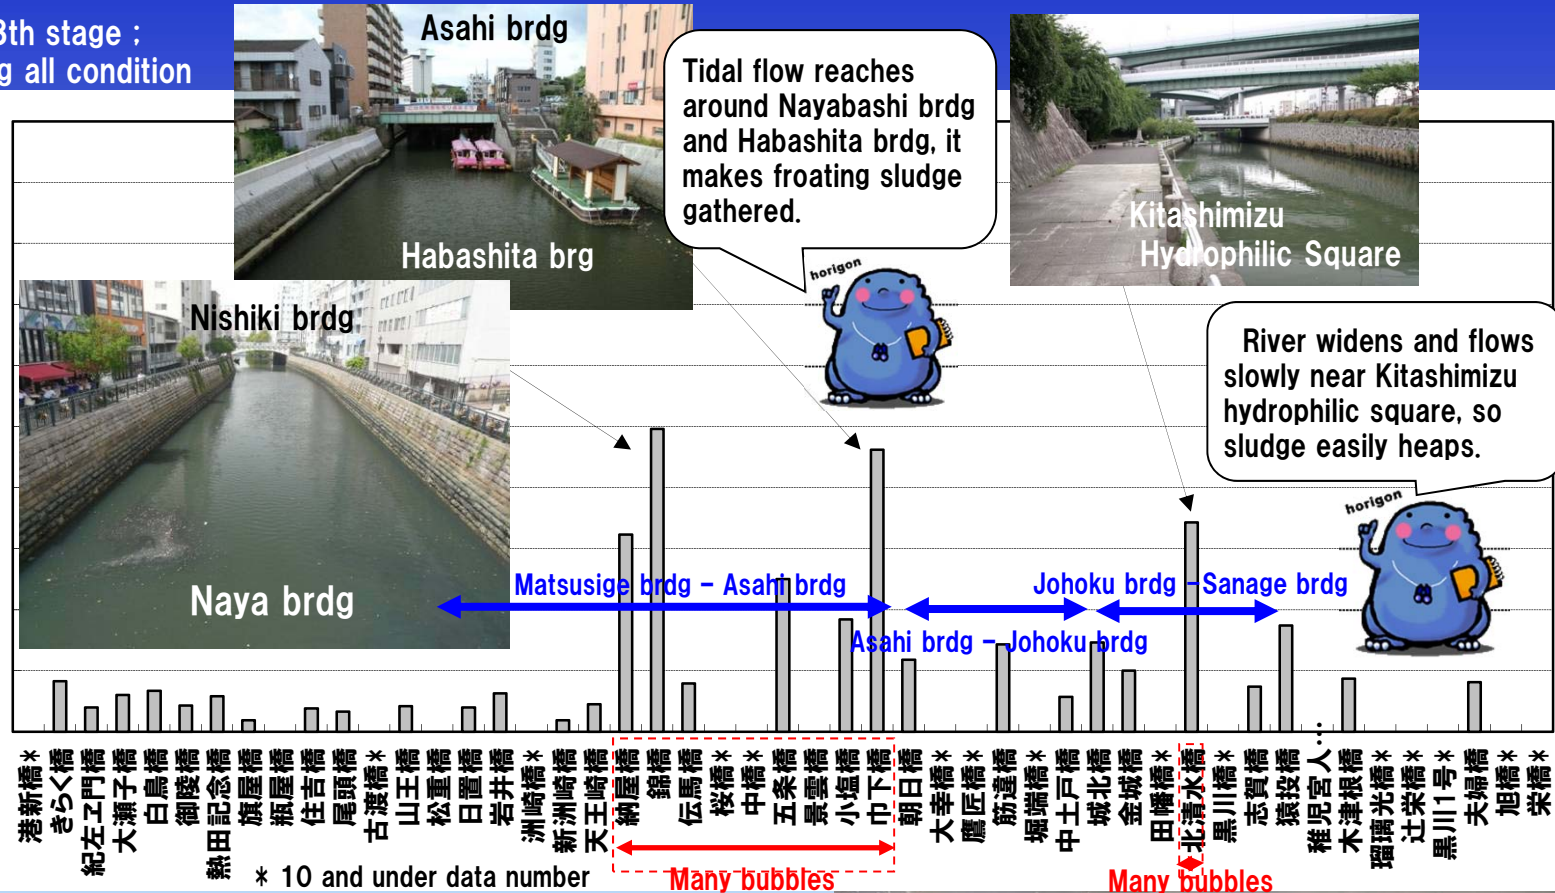 8th stage ;
g all condition
Asahi brdg
Habashita brg
Tidal flow reaches
around Nayabashi brdg
and Habashita brdg, it
makes froating sludge
gathered.
Kitashimizu
Hydrophilic Square
horigon
Nishiki brdg
Naya brdg
River widens and flows
slowly near Kitashimizu
hydrophilic square, so
sludge easily heaps.
horigon
Matsusige brdg - Asahi brdg
Johoku brdg -Sanage brdg
Asahi brdg - Johoku brdg
港新橋*
きらく橋
紀左ヱ門橋
大瀬子橋
白鳥橋
御陵橋
熱田記念橋
旗屋橋
瓶屋橋
住吉橋
尾頭橋
古渡橋*
山王橋
松重橋
日置橋
岩井橋
洲崎橋*
新洲崎橋
天王崎橋
納屋橋
錦橋
伝馬橋
桜橋*
中橋*
五条橋
景雲橋
小塩橋
巾下橋
朝日橋
大幸橋*
鷹匠橋*
筋違橋
堀端橋*
中土戸橋
城北橋
金城橋
田幡橋*
北清水橋
黒川橋*
志賀橋
猿投橋
稚児宮人…
木津根橋
瑠璃光橋*
辻栄橋*
黒川1号*
夫婦橋
旭橋*
栄橋*
* 10 and under data number
Many bubbles
Many bubbles